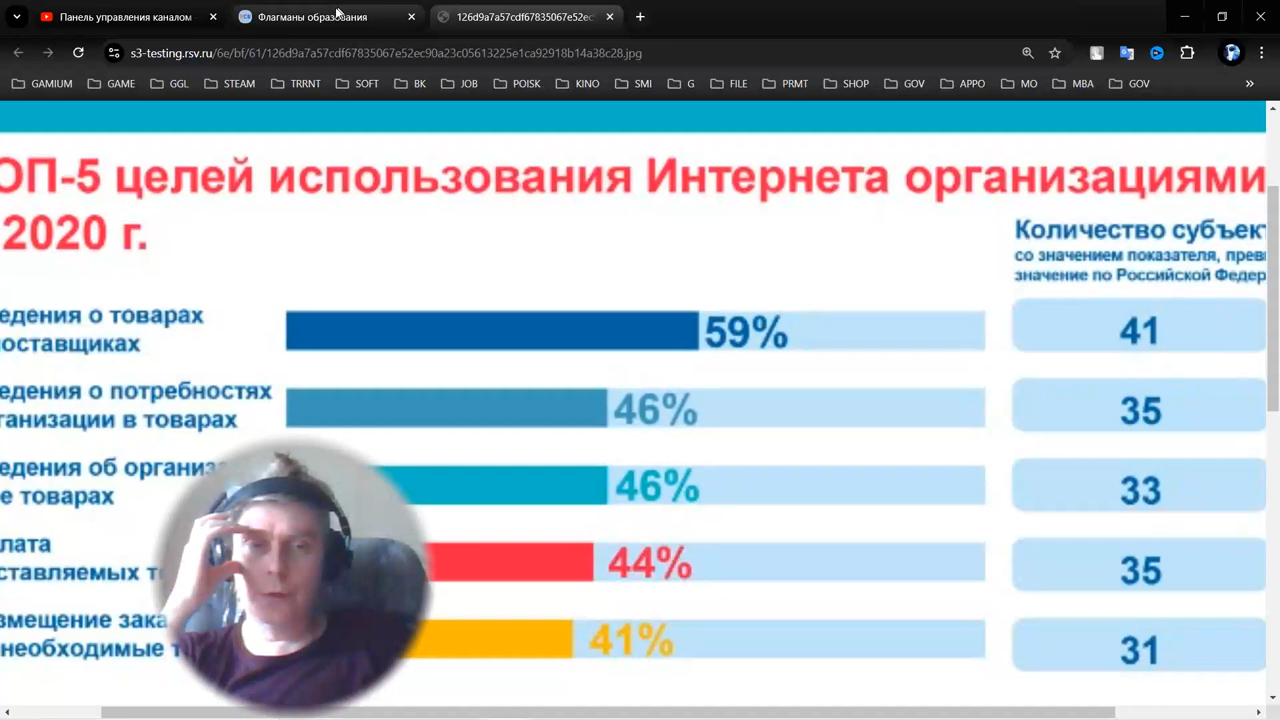 Панель управления каналом
Флагманы образования
126d9a7a57cdf67835067e52ec
s3-testing.rsv.ru/6e/bf/61/126d9a7a57cdf67835067e52ec90a23c05613225e1ca92918b14a38c28.jpg
GAMIUM GAME GGL STEAM TRRNT SOFT BK JOB POISK KINO SMI G FILE PRMT SHOP GOV APPO MO MBA GOV
ОП-5 целей использования Интернета организациями
2020 г.
Количество субъект
со значением показателя, прев
значение по Российской Федер
едения о товарах
поставщиках
59%
41
едения о потребностях
ганизации в товарах
46%
35
едения об организа
е товарах
46%
33
лата
ставляемых т
44%
35
змещение зака
необходимые т
41%
31